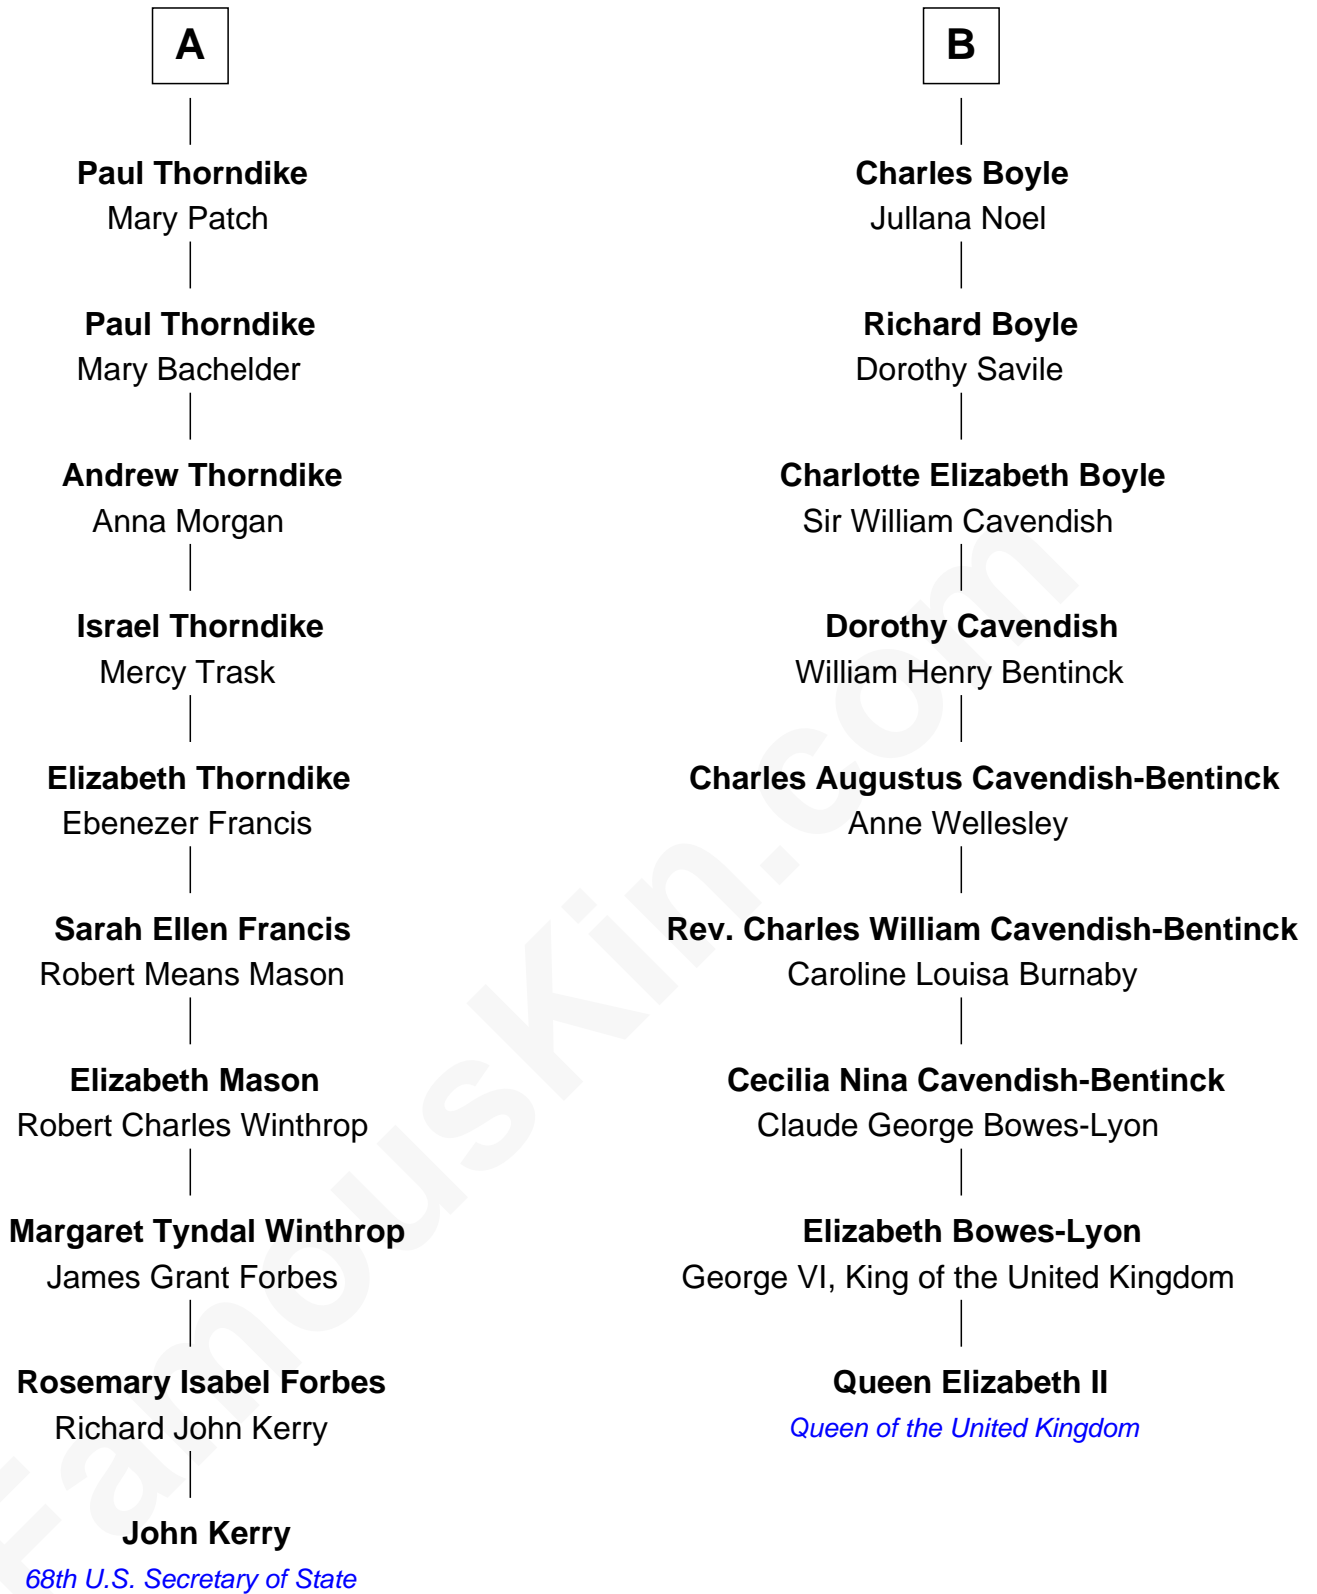 A
Paul Thorndike
Mary Patch
Paul Thorndike
Mary Bachelder
Andrew Thorndike
Anna Morgan
Israel Thorndike
Mercy Trask
Elizabeth Thorndike
Ebenezer Francis
Sarah Ellen Francis
Robert Means Mason
Elizabeth Mason
Robert Charles Winthrop
Margaret Tyndal Winthrop
James Grant Forbes
Rosemary Isabel Forbes
Richard John Kerry
John Kerry
68th U.S. Secretary of State
B
Charles Boyle
Jullana Noel
Richard Boyle
Dorothy Savile
Charlotte Elizabeth Boyle
Sir William Cavendish
Dorothy Cavendish
William Henry Bentinck
Charles Augustus Cavendish-Bentinck
Anne Wellesley
Rev. Charles William Cavendish-Bentinck
Caroline Louisa Burnaby
Cecilia Nina Cavendish-Bentinck
Claude George Bowes-Lyon
Elizabeth Bowes-Lyon
George VI, King of the United Kingdom
Queen Elizabeth II
Queen of the United Kingdom
FamousKin.com